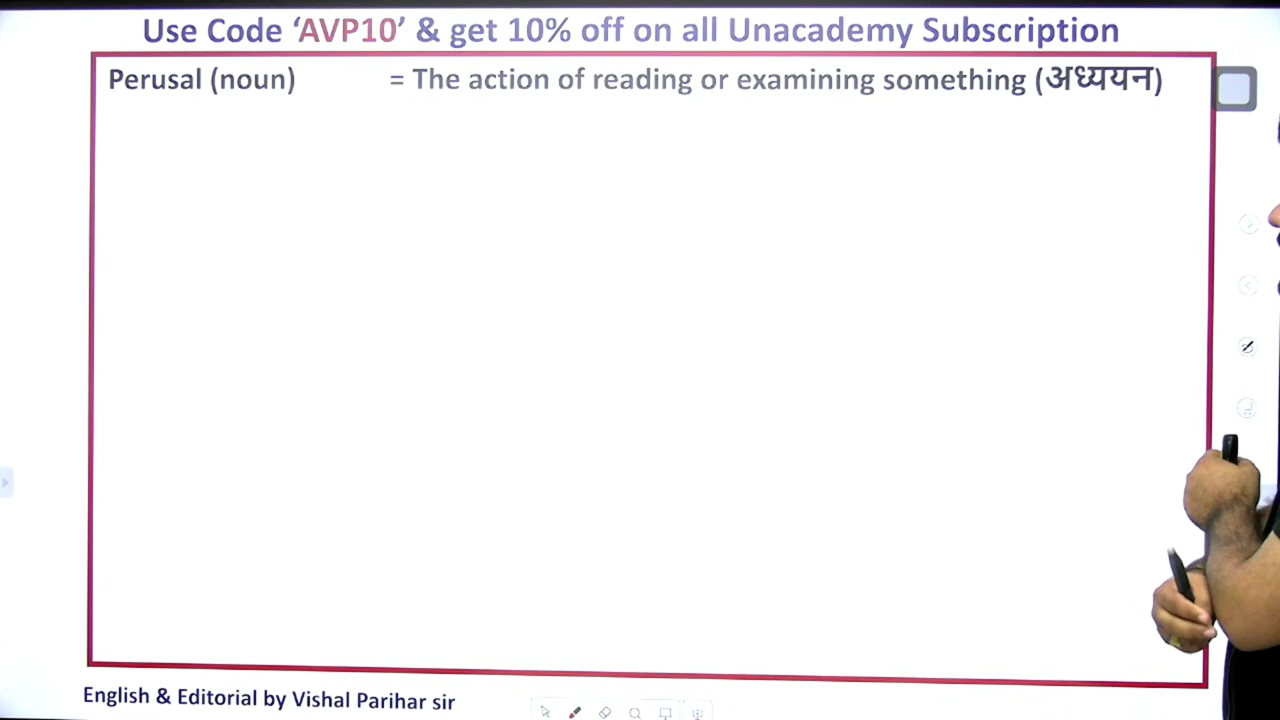 Use Code ‘AVP10’ & get 10% off on all Unacademy Subscription
Perusal (noun) = The action of reading or examining something (अध्ययन)
English & Editorial by Vishal Parihar sir